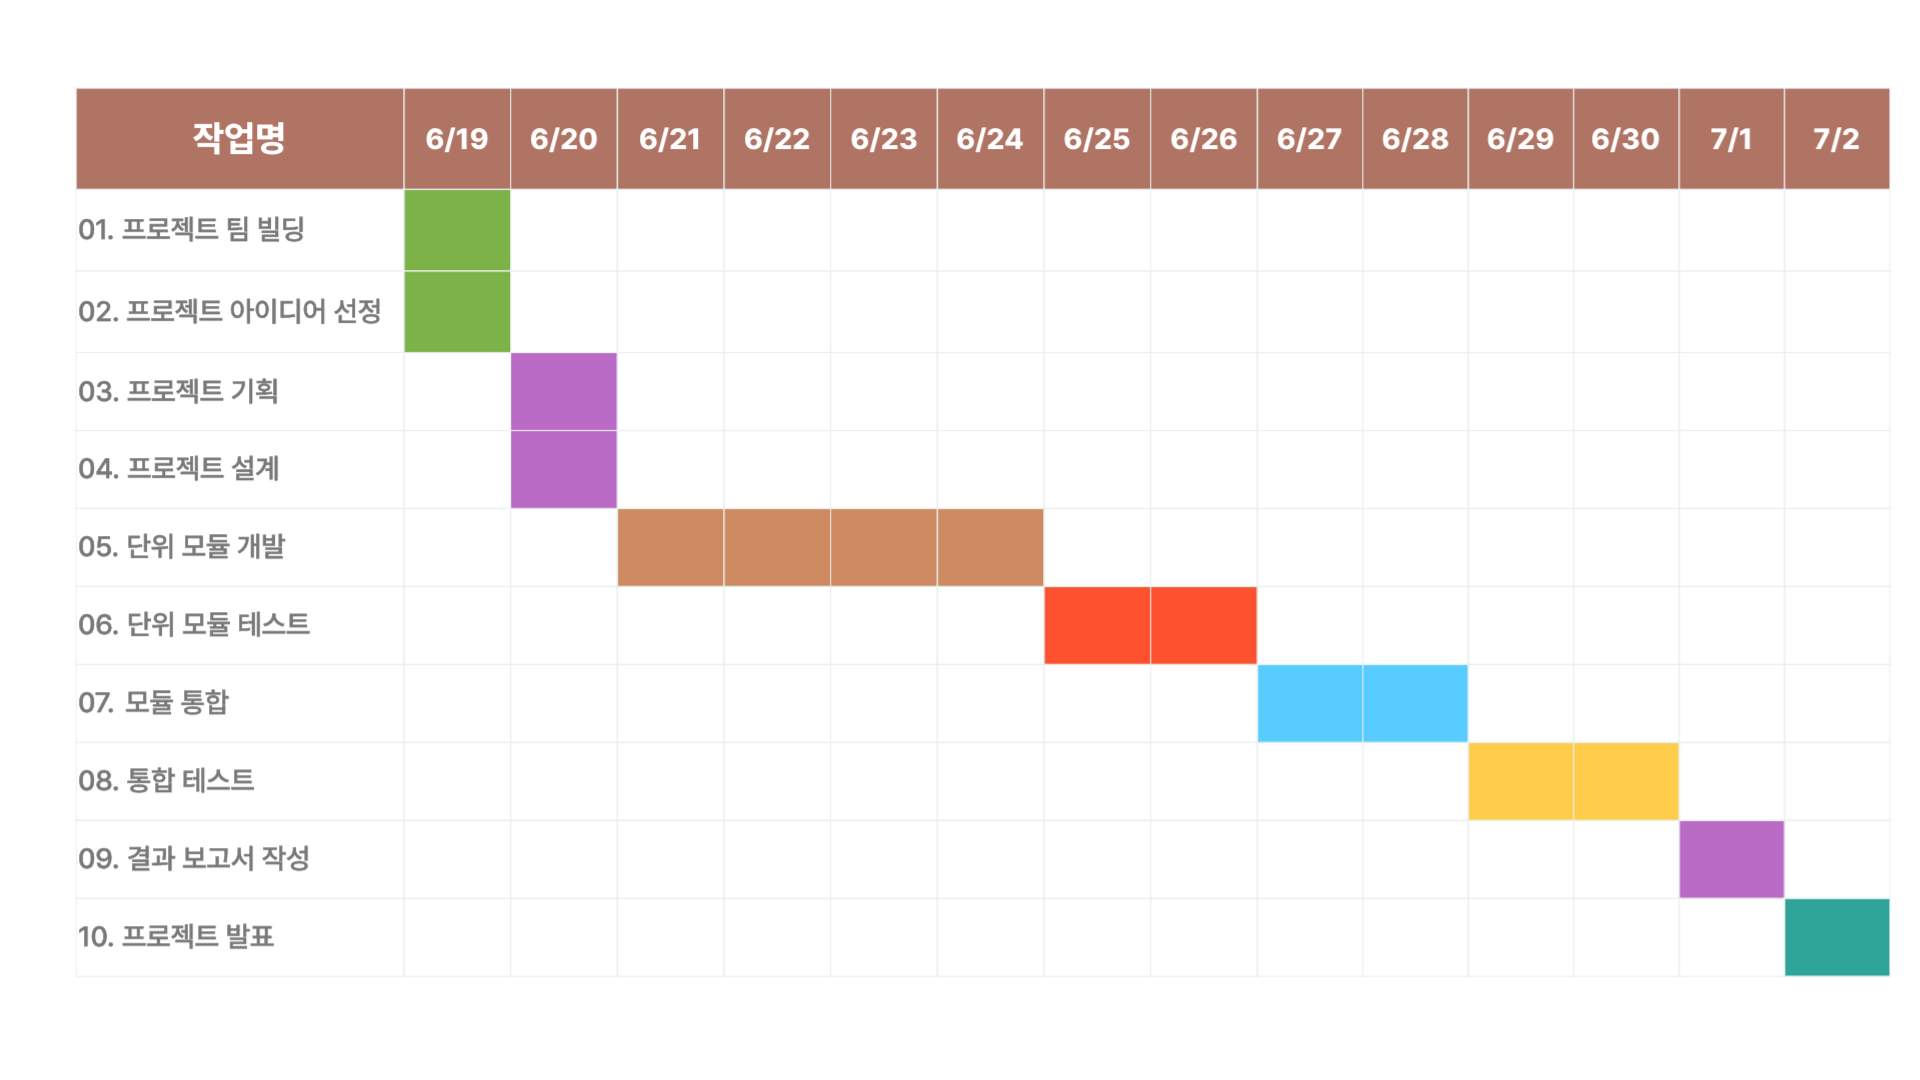 작업명 6/19 6/20 6/21 6/22 6/23 6/24 6/25 6/26 6/27 6/28 6/29 6/30 7/1 7/2
01. 프로젝트 팀 빌딩
02. 프로젝트 아이디어 선정
03. 프로젝트 기획
04. 프로젝트 설계
05. 단위 모듈 개발
06. 단위 모듈 테스트
07. 모듈 통합
08. 통합 테스트
09. 결과 보고서 작성
10. 프로젝트 발표